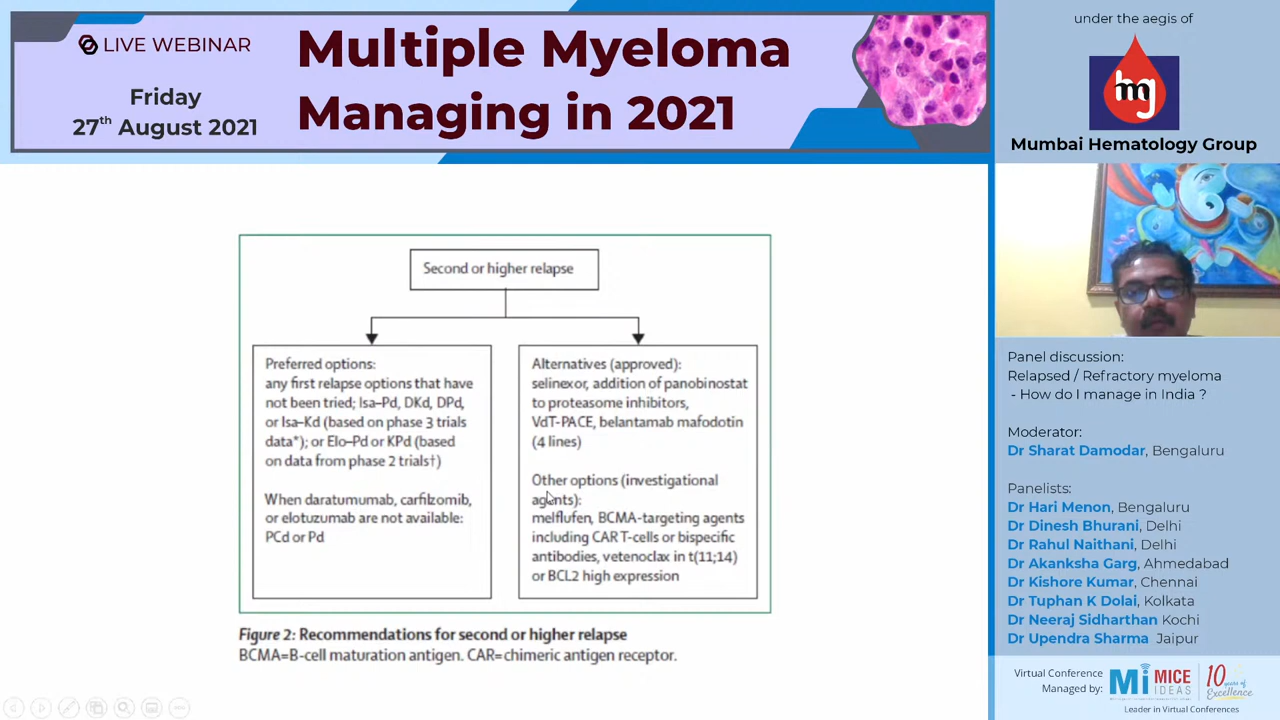 LIVE WEBINAR
Friday
27th August 2021
Multiple Myeloma
Managing in 2021
under the aegis of
hmg
Mumbai Hematology Group
Second or higher relapse
Preferred options:
any first relapse options that have
not been tried; Isa–Pd, DKd, DPd,
or Isa–Kd (based on phase 3 trials
data*); or Elo–Pd or KPd (based
on data from phase 2 trials†)
When daratumumab, carfilzomib,
or elotuzumab are not available:
PCd or Pd
Alternatives (approved):
selinexor, addition of panobinostat
to proteasome inhibitors,
VdT-PACE, belantamab mafodotin
(4 lines)
Other options (investigational
agents):
melflufen, BCMA-targeting agents
including CAR T-cells or bispecific
antibodies, vetenoclax in t(11;14)
or BCL2 high expression
Figure 2: Recommendations for second or higher relapse
BCMA=B-cell maturation antigen. CAR=chimeric antigen receptor.
Panel discussion:
Relapsed / Refractory myeloma
- How do I manage in India ?
Moderator:
Dr Sharat Damodar, Bengaluru
Panelists:
Dr Hari Menon, Bengaluru
Dr Dinesh Bhurani, Delhi
Dr Rahul Naithani, Delhi
Dr Akanksha Garg, Ahmedabad
Dr Kishore Kumar, Chennai
Dr Tuphan K Dolai, Kolkata
Dr Neeraj Sidharthan Kochi
Dr Upendra Sharma Jaipur
Virtual Conference
Managed by:
Mi MICE
IDEAS
10 years of
Excellence
Leader in Virtual Conferences